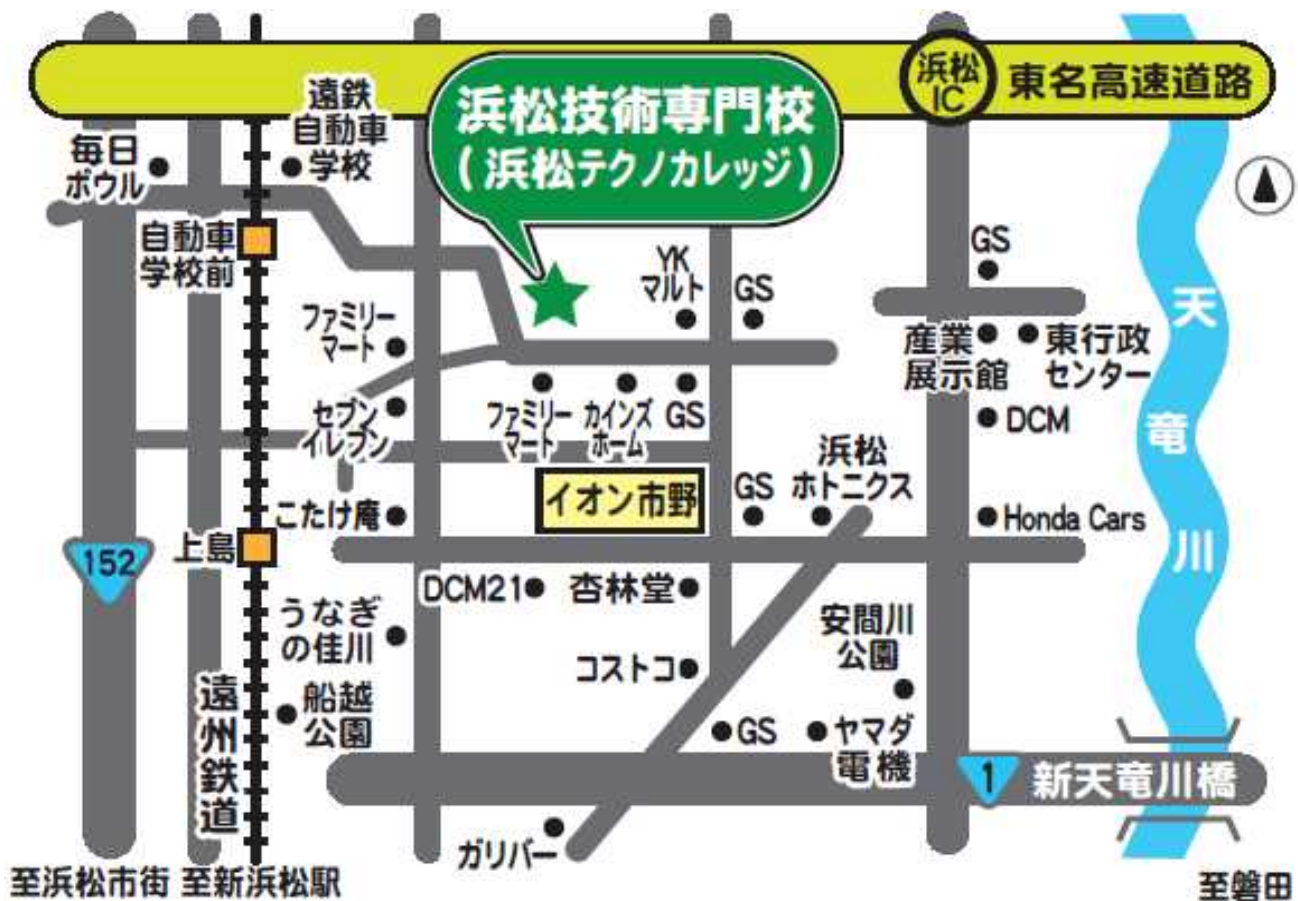 浜松
IC
東名高速道路
浜松技術専門校
(浜松テクノカレッジ)
遠鉄
自動車
学校
毎日
ボウル
自動車
学校前
YK
マルト
GS
GS
ファミリー
マート
産業
展示館
東行政
センター
天竜川
セブン
イレブン
ファミリー
マート
カインズ
ホーム
GS
DCM
浜松
ホトニクス
イオン市野
GS
こたけ庵
Honda Cars
上島
152
DCM21
杏林堂
うなぎ
の佳川
安間川
公園
コストコ
船越
公園
遠州鉄道
GS
ヤマダ
電機
1
新天竜川橋
ガリバー
至浜松市街
至新浜松駅
至磐田